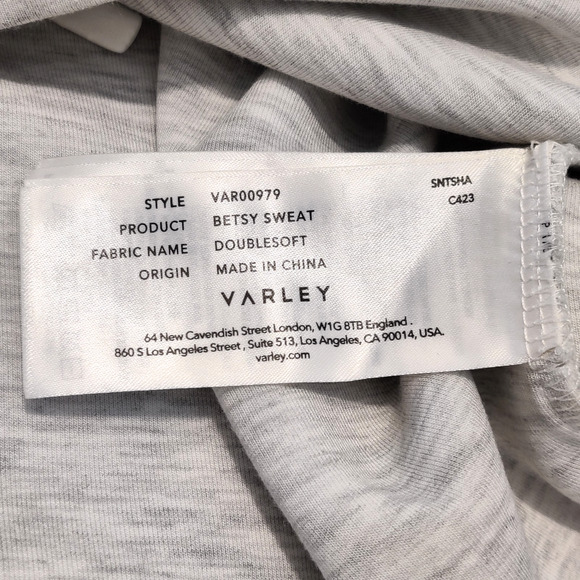 STYLE VAR00979
PRODUCT BETSY SWEAT
FABRIC NAME DOUBLESOFT
ORIGIN MADE IN CHINA
SNTSHA
C423
VARLEY
64 New Cavendish Street London, W1G 8TB England .
860 S Los Angeles Street , Suite 513, Los Angeles, CA 90014, USA.
varley.com